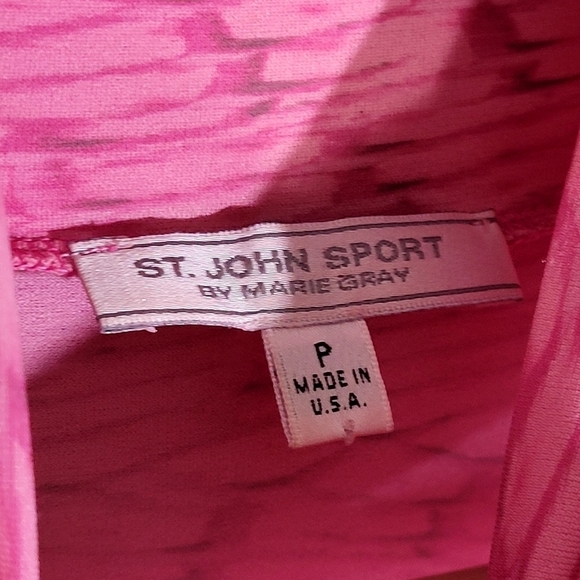 ST. JOHN SPORT
BY MARIE GRAY
P
MADE IN
U.S.A.